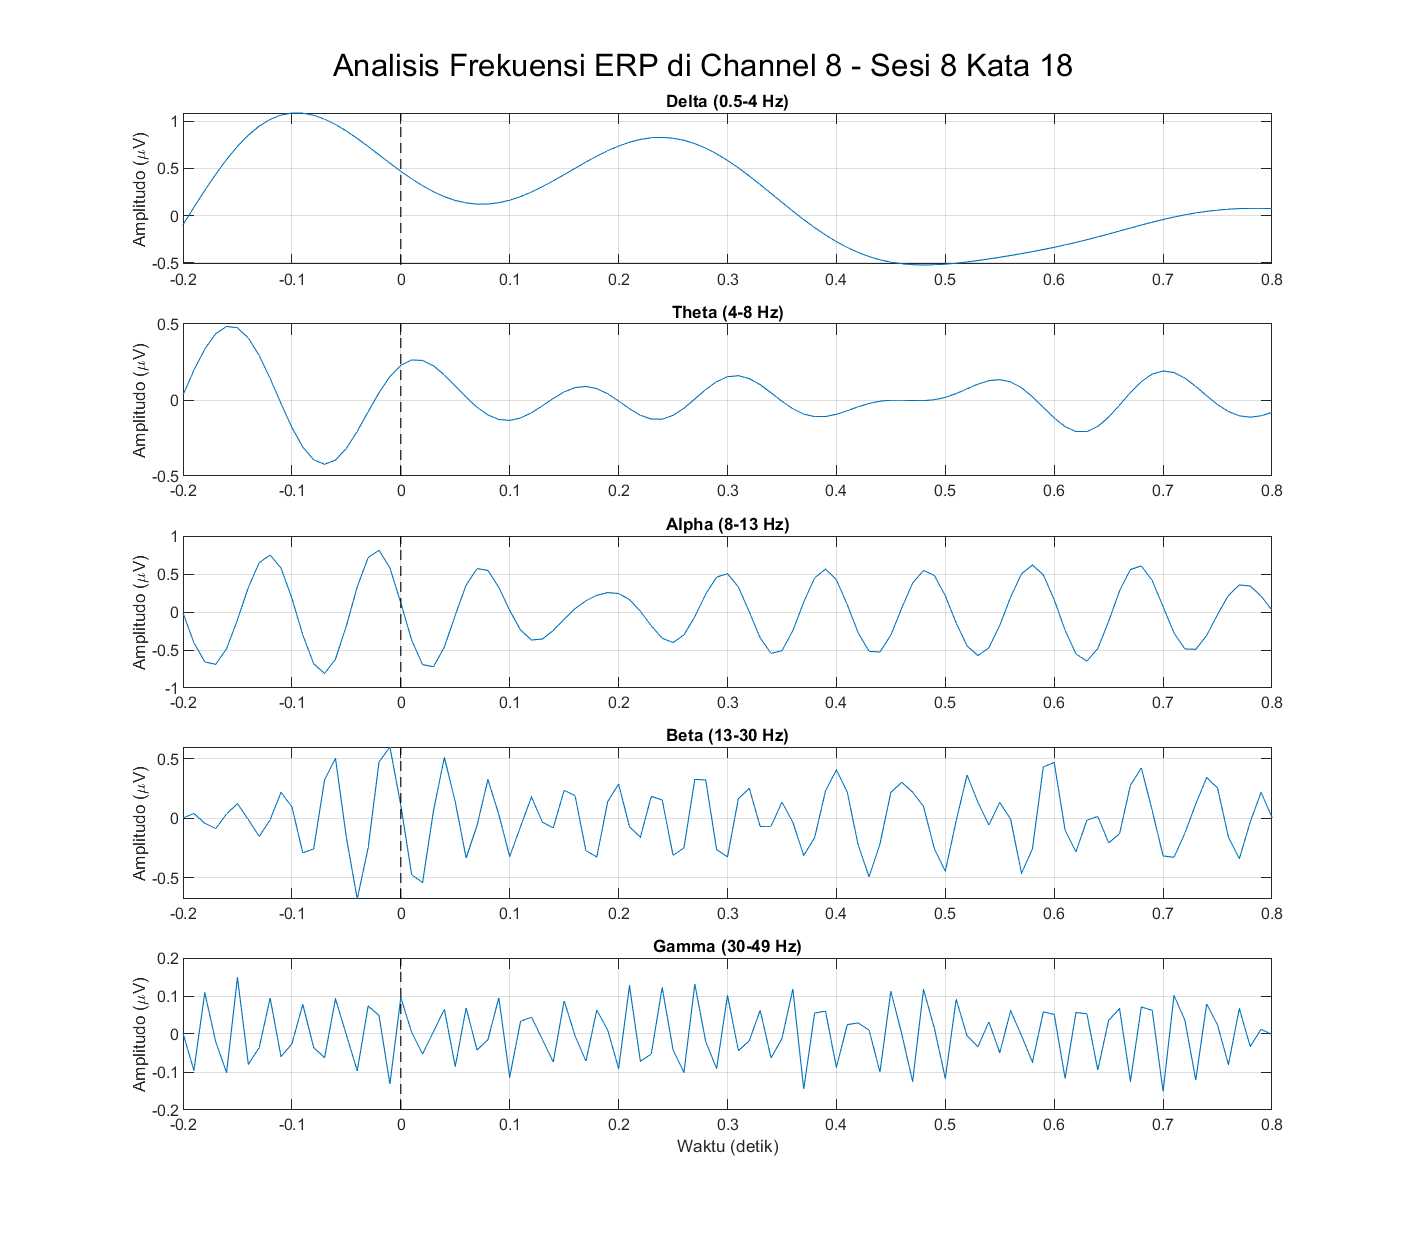 Analisis Frekuensi ERP di Channel 8 - Sesi 8 Kata 18
Delta (0.5-4 Hz)
Amplitudo (μV)
1
0.5
0
-0.5
-0.2 -0.1 0 0.1 0.2 0.3 0.4 0.5 0.6 0.7 0.8
Theta (4-8 Hz)
Amplitudo (μV)
0.5
0
-0.5
-0.2 -0.1 0 0.1 0.2 0.3 0.4 0.5 0.6 0.7 0.8
Alpha (8-13 Hz)
Amplitudo (μV)
1
0.5
0
-0.5
-1
-0.2 -0.1 0 0.1 0.2 0.3 0.4 0.5 0.6 0.7 0.8
Beta (13-30 Hz)
Amplitudo (μV)
0.5
0
-0.5
-0.2 -0.1 0 0.1 0.2 0.3 0.4 0.5 0.6 0.7 0.8
Gamma (30-49 Hz)
Amplitudo (μV)
0.2
0.1
0
-0.1
-0.2
-0.2 -0.1 0 0.1 0.2 0.3 0.4 0.5 0.6 0.7 0.8
Waktu (detik)